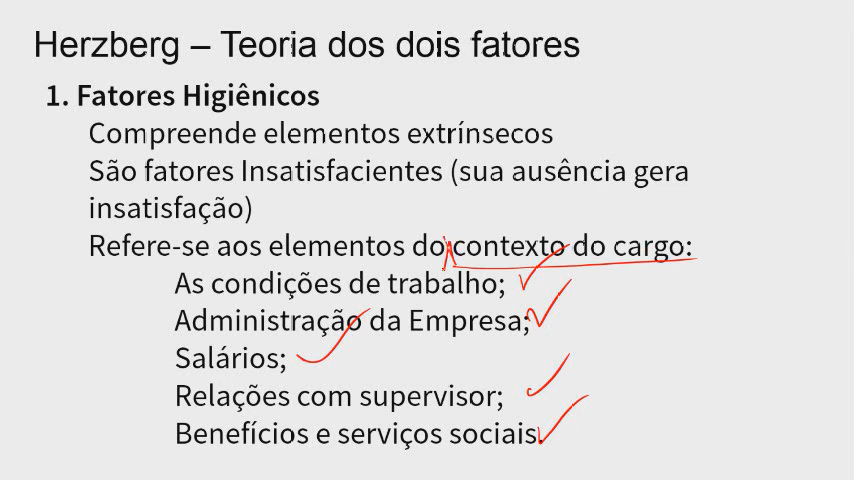 Herzberg – Teoria dos dois fatores
1. Fatores Higiênicos
Compreende elementos extrínsecos
São fatores Insatisfacientes (sua ausência gera
insatisfação)
Refere-se aos elementos do contexto do cargo:
As condições de trabalho;
Administração da Empresa;
Salários;
Relações com supervisor;
Benefícios e serviços sociais.